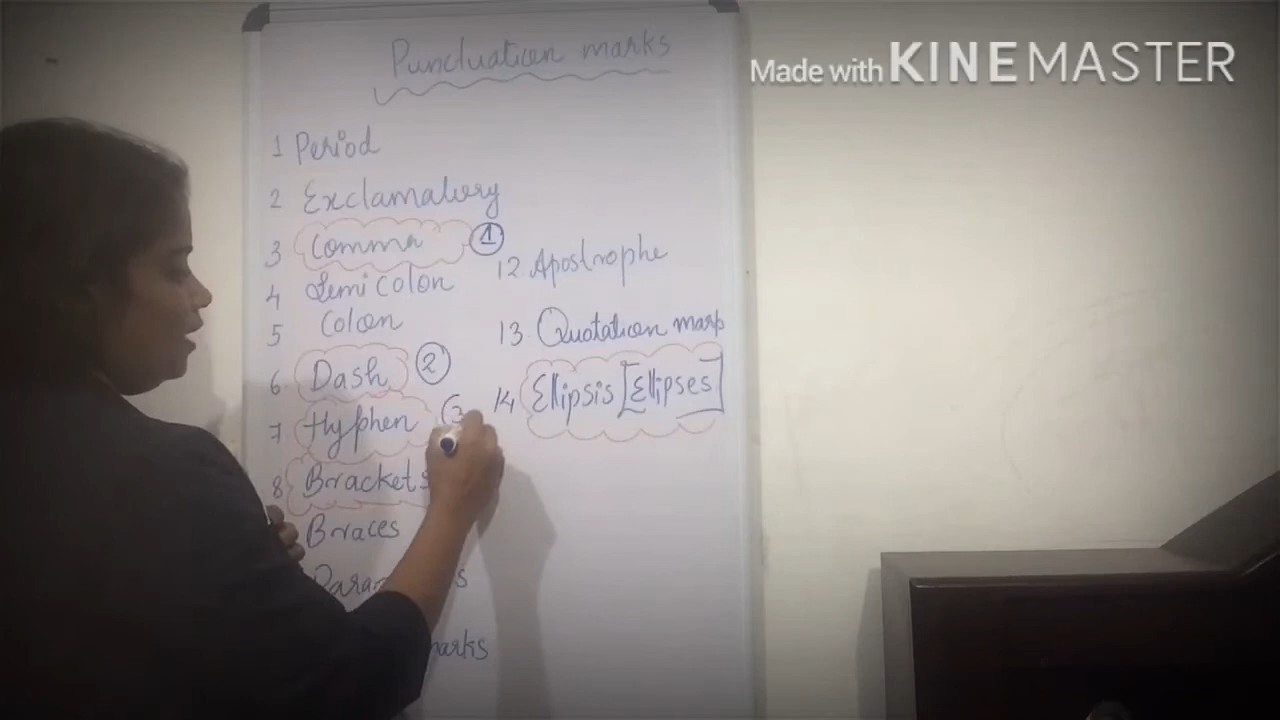 Punctuation marks
Made with KINEMASTER
1 Period
2 Exclamatory
3 Comma 1
4 Semi colon
5 Colon
6. Dash 2
7 Hyphen
8 Brackets
Braces
marks
12 Apostrophe
13 Quotation mark
14 Ellipsis [Ellipses]